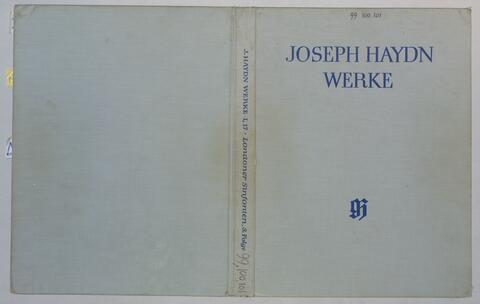 99 100 101
JOSEPH HAYDN
WERKE
J. HAYDN WERKE I, 17 · Londoner Sinfonien, 3. Folge 99, 100 101